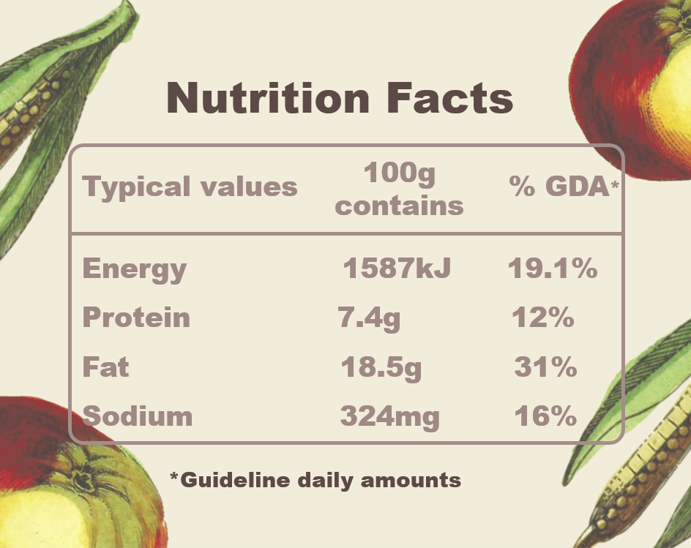 Nutrition Facts
Typical values 100g contains % GDA*
Energy 1587kJ 19.1%
Protein 7.4g 12%
Fat 18.5g 31%
Sodium 324mg 16%
*Guideline daily amounts